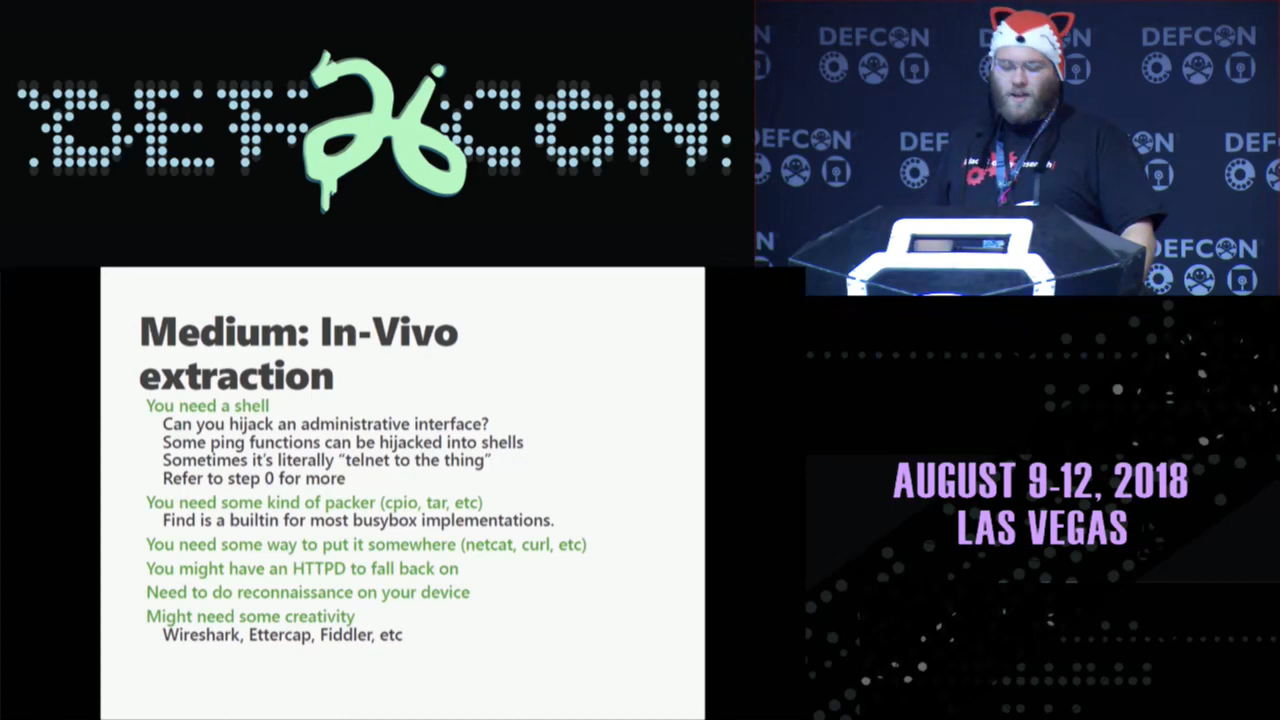 DEF CON
26
DEFCON
DEFCON
DEFCON
DEFCON
DEF
DEFCON
Medium: In-Vivo
extraction
You need a shell
Can you hijack an administrative interface?
Some ping functions can be hijacked into shells
Sometimes it's literally “telnet to the thing”
Refer to step 0 for more
You need some kind of packer (cpio, tar, etc)
Find is a builtin for most busybox implementations.
You need some way to put it somewhere (netcat, curl, etc)
You might have an HTTPD to fall back on
Need to do reconnaissance on your device
Might need some creativity
Wireshark, Ettercap, Fiddler, etc
AUGUST 9-12, 2018
LAS VEGAS